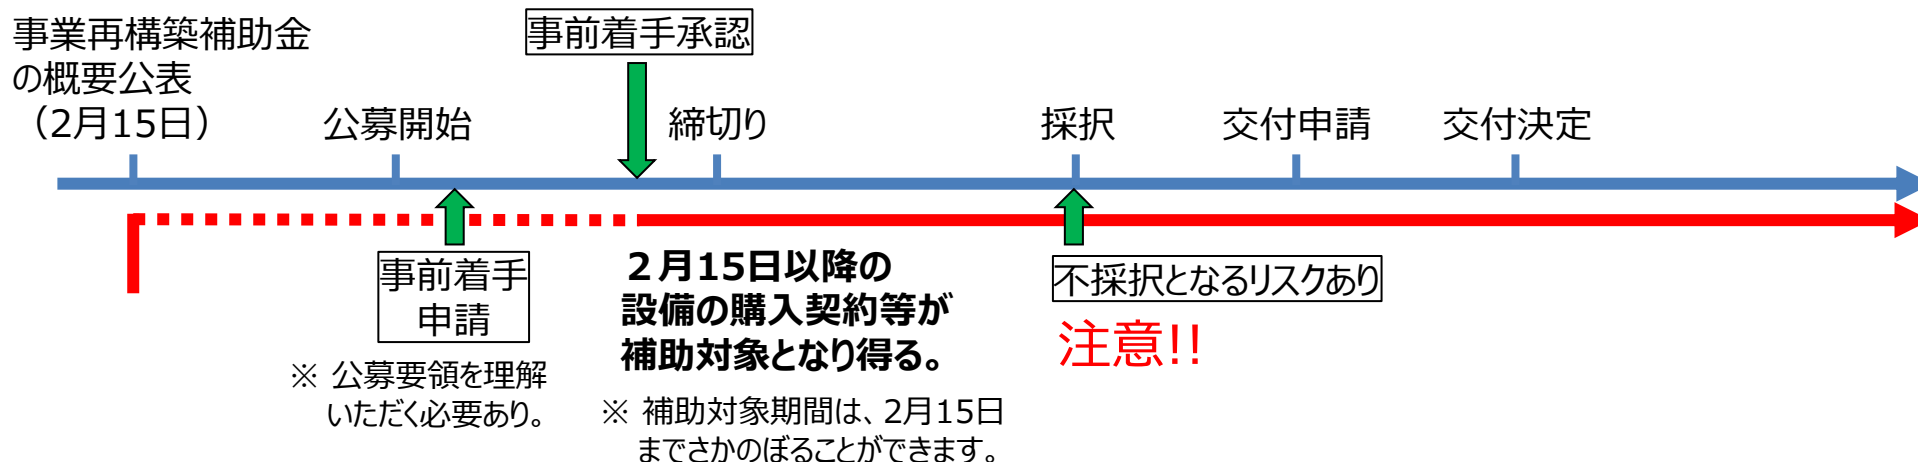 事業再構築補助金
の概要公表
（2月15日）
公募開始
事前着手承認
締切り
採択
交付申請
交付決定
事前着手
申請
※ 公募要領を理解
いただく必要あり。
２月15日以降の
設備の購入契約等が
補助対象となり得る。
※ 補助対象期間は、2月15日
までさかのぼることができます。
不採択となるリスクあり
注意!!